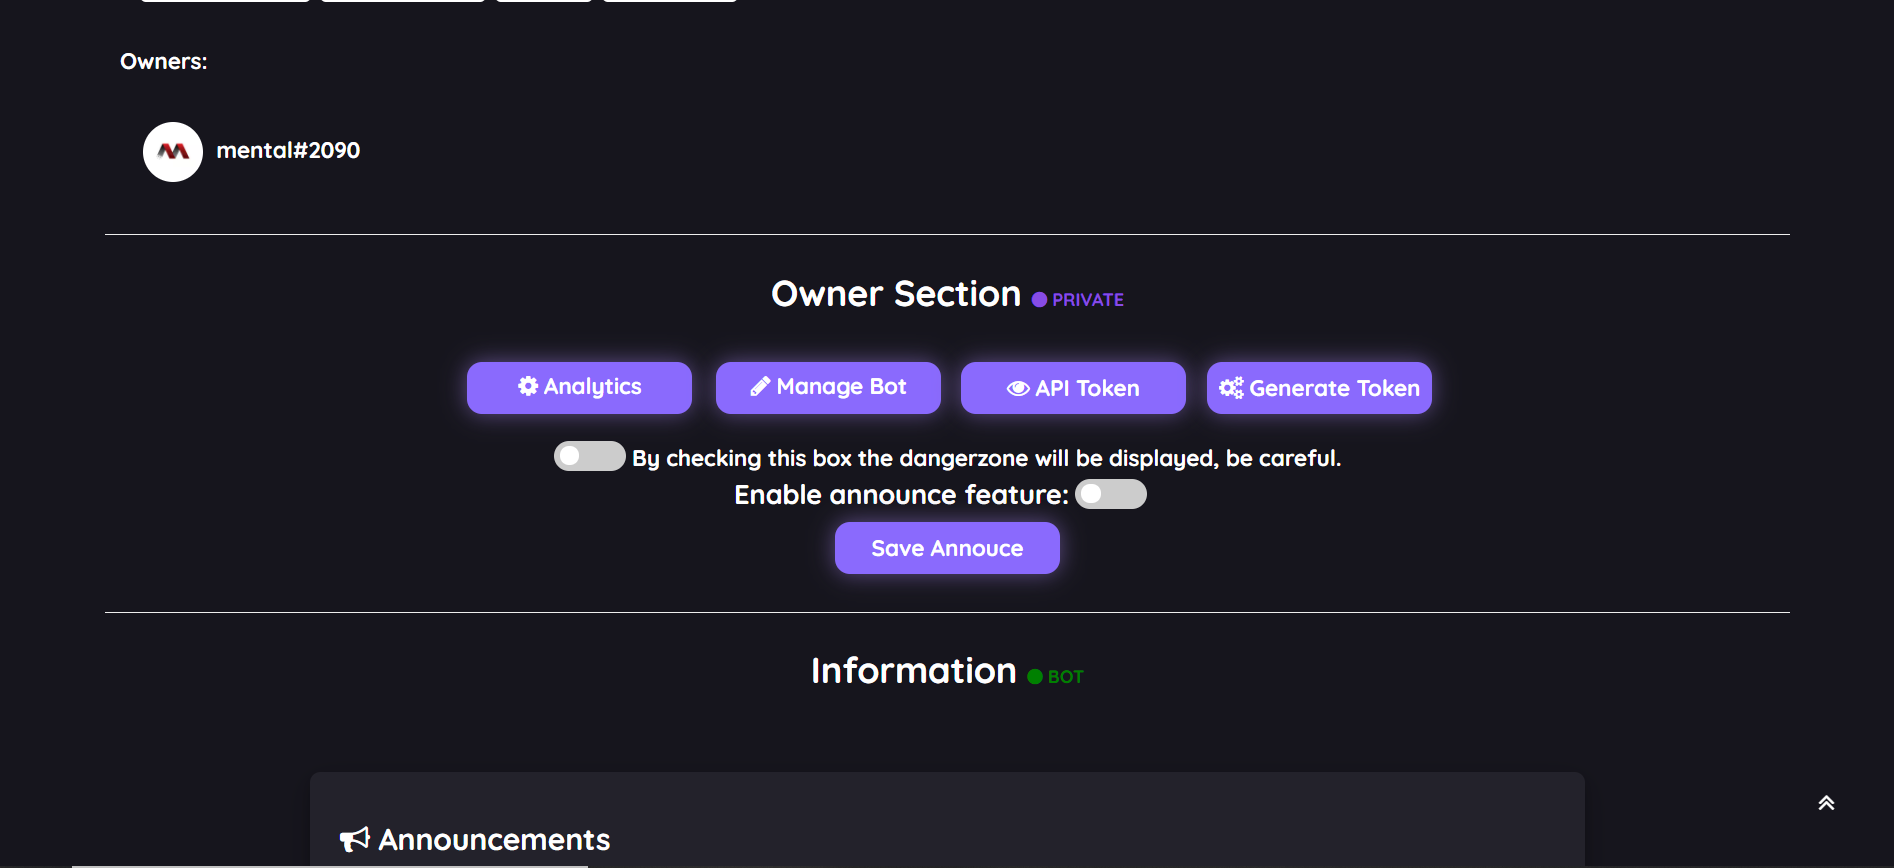 Owners:
mental#2090
Owner Section PRIVATE
Analytics Manage Bot API Token Generate Token
By checking this box the dangerzone will be displayed, be careful.
Enable announce feature:
Save Annouce
Information BOT
Announcements